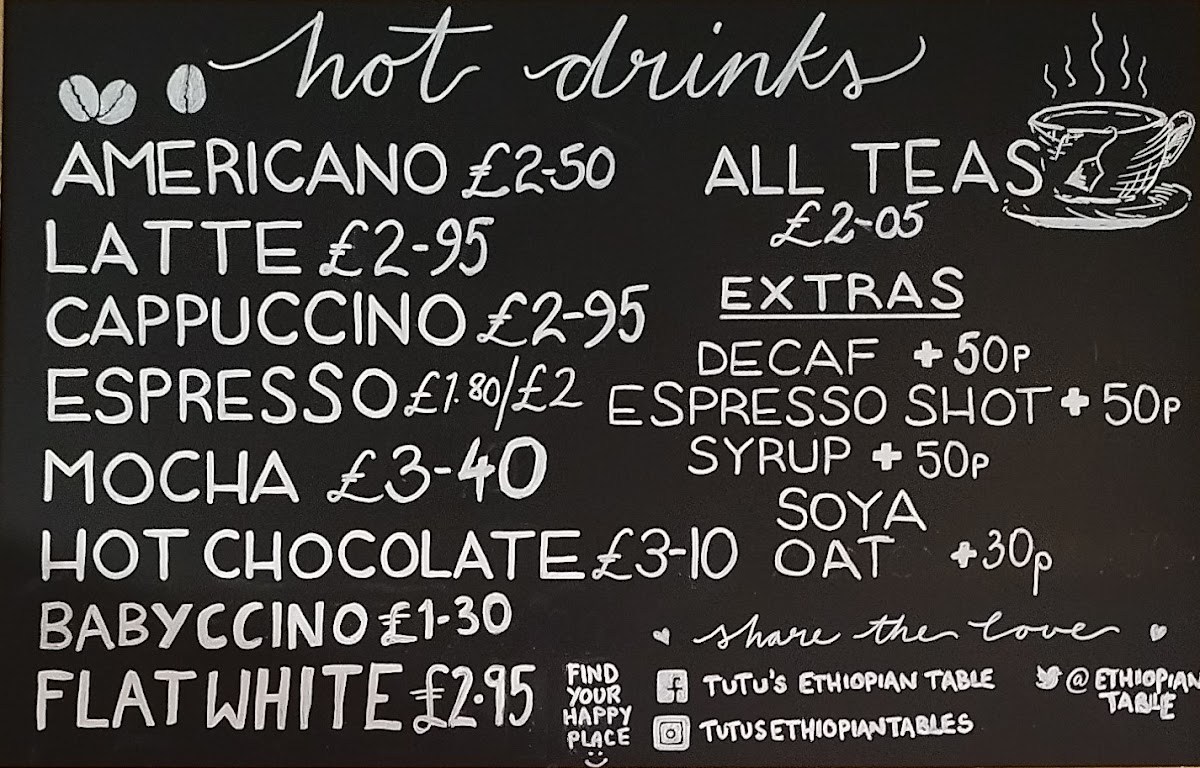 hot drinks
AMERICANO £2-50
LATTE £2-95
CAPPUCCINO £2-95
ESPRESSO £1.80/£2
MOCHA £3-40
HOT CHOCOLATE £3-10
BABYCCINO £1-30
FLAT WHITE £2.95
ALL TEAS
£2-05
EXTRAS
DECAF +50p
ESPRESSO SHOT +50p
SYRUP +50p
SOYA
OAT +30p
FIND
YOUR
HAPPY
PLACE
share the love
TUTU'S ETHIOPIAN TABLE
@ETHIOPIAN
TABLE
TUTUSETHIOPIANTABLES